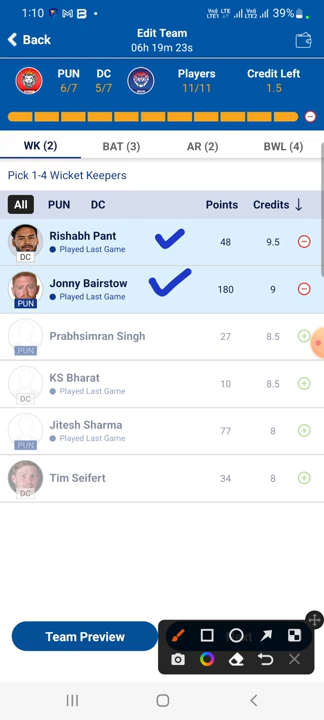 1:10 39%
Edit Team
Back 06h 19m 23s
PUN DC Players Credit Left
6/7 5/7 11/11 1.5
WK (2) BAT (3) AR (2) BWL (4)
Pick 1-4 Wicket Keepers
All PUN DC Points Credits ↓
Rishabh Pant 48 9.5
Played Last Game
DC
Jonny Bairstow 180 9
Played Last Game
PUN
Prabhsimran Singh 27 8.5
PUN
KS Bharat 10 8.5
Played Last Game
DC
Jitesh Sharma 77 8
Played Last Game
PUN
Tim Seifert 34 8
DC
Team Preview